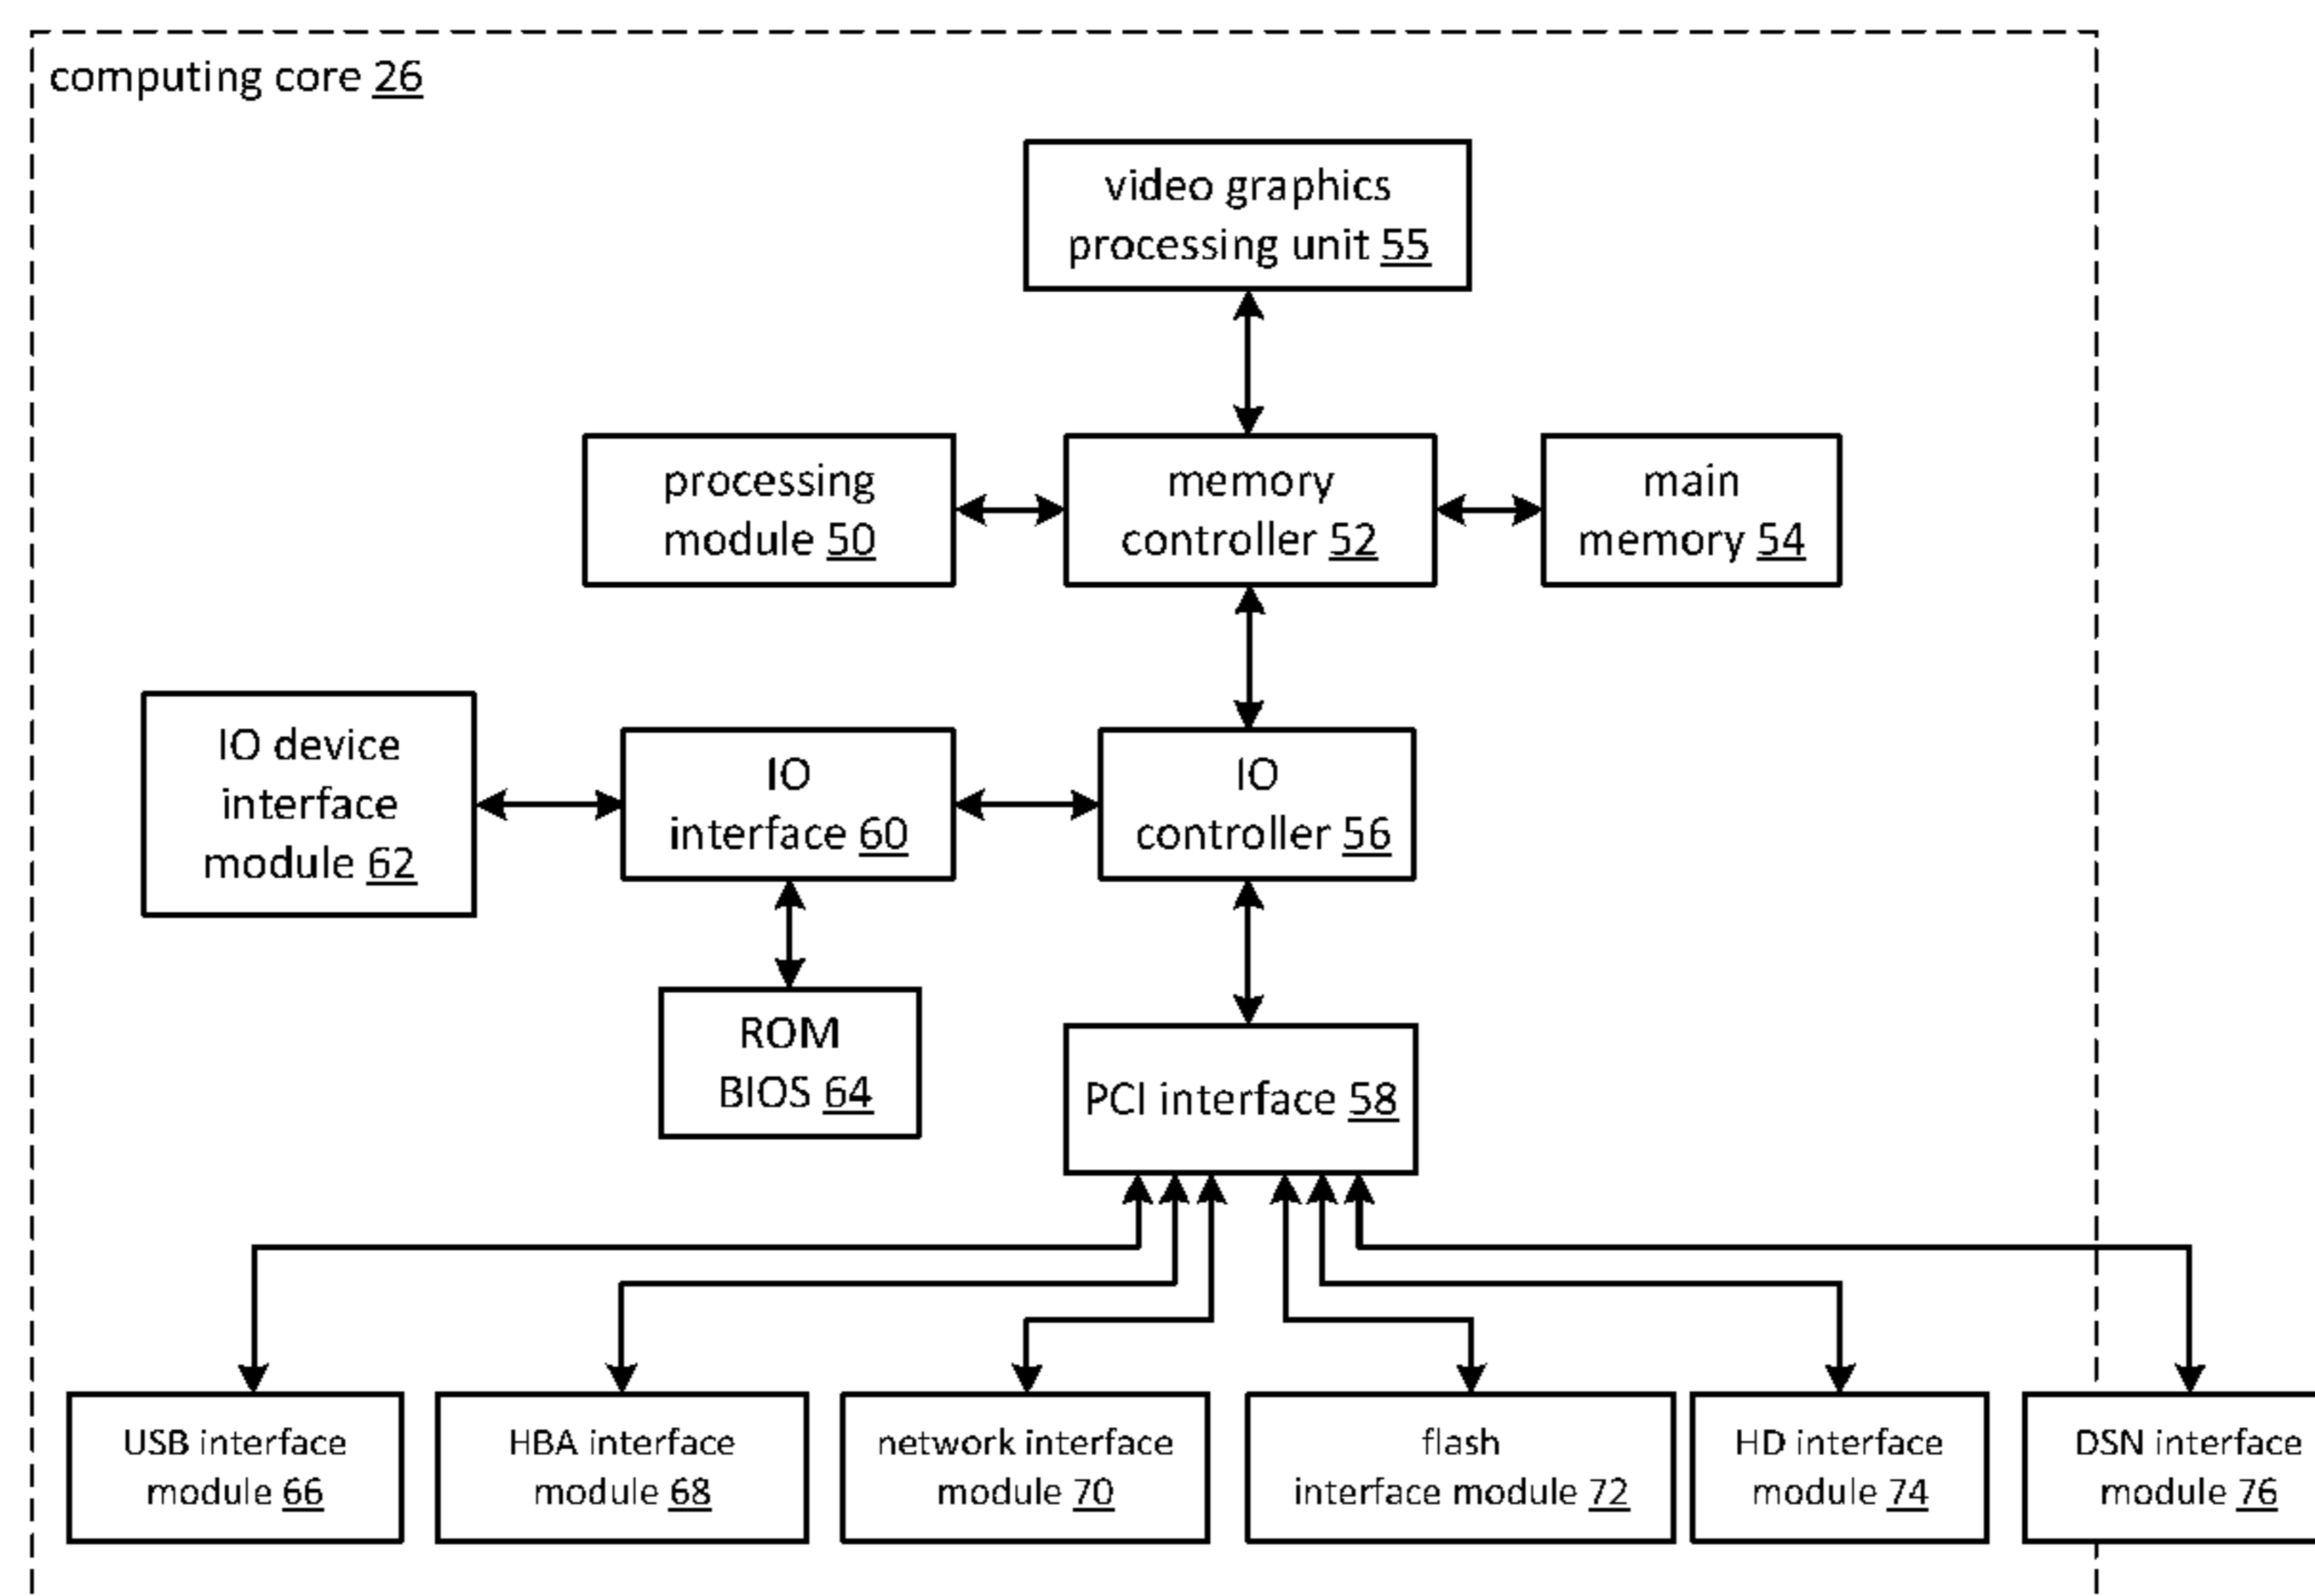 computing core 26
video graphics
processing unit 55
processing
module 50
memory
controller 52
main
memory 54
IO device
interface
module 62
IO
interface 60
IO
controller 56
ROM
BIOS 64
PCI interface 58
USB interface
module 66
HBA interface
module 68
network interface
module 70
flash
interface module 72
HD interface
module 74
DSN interface
module 76